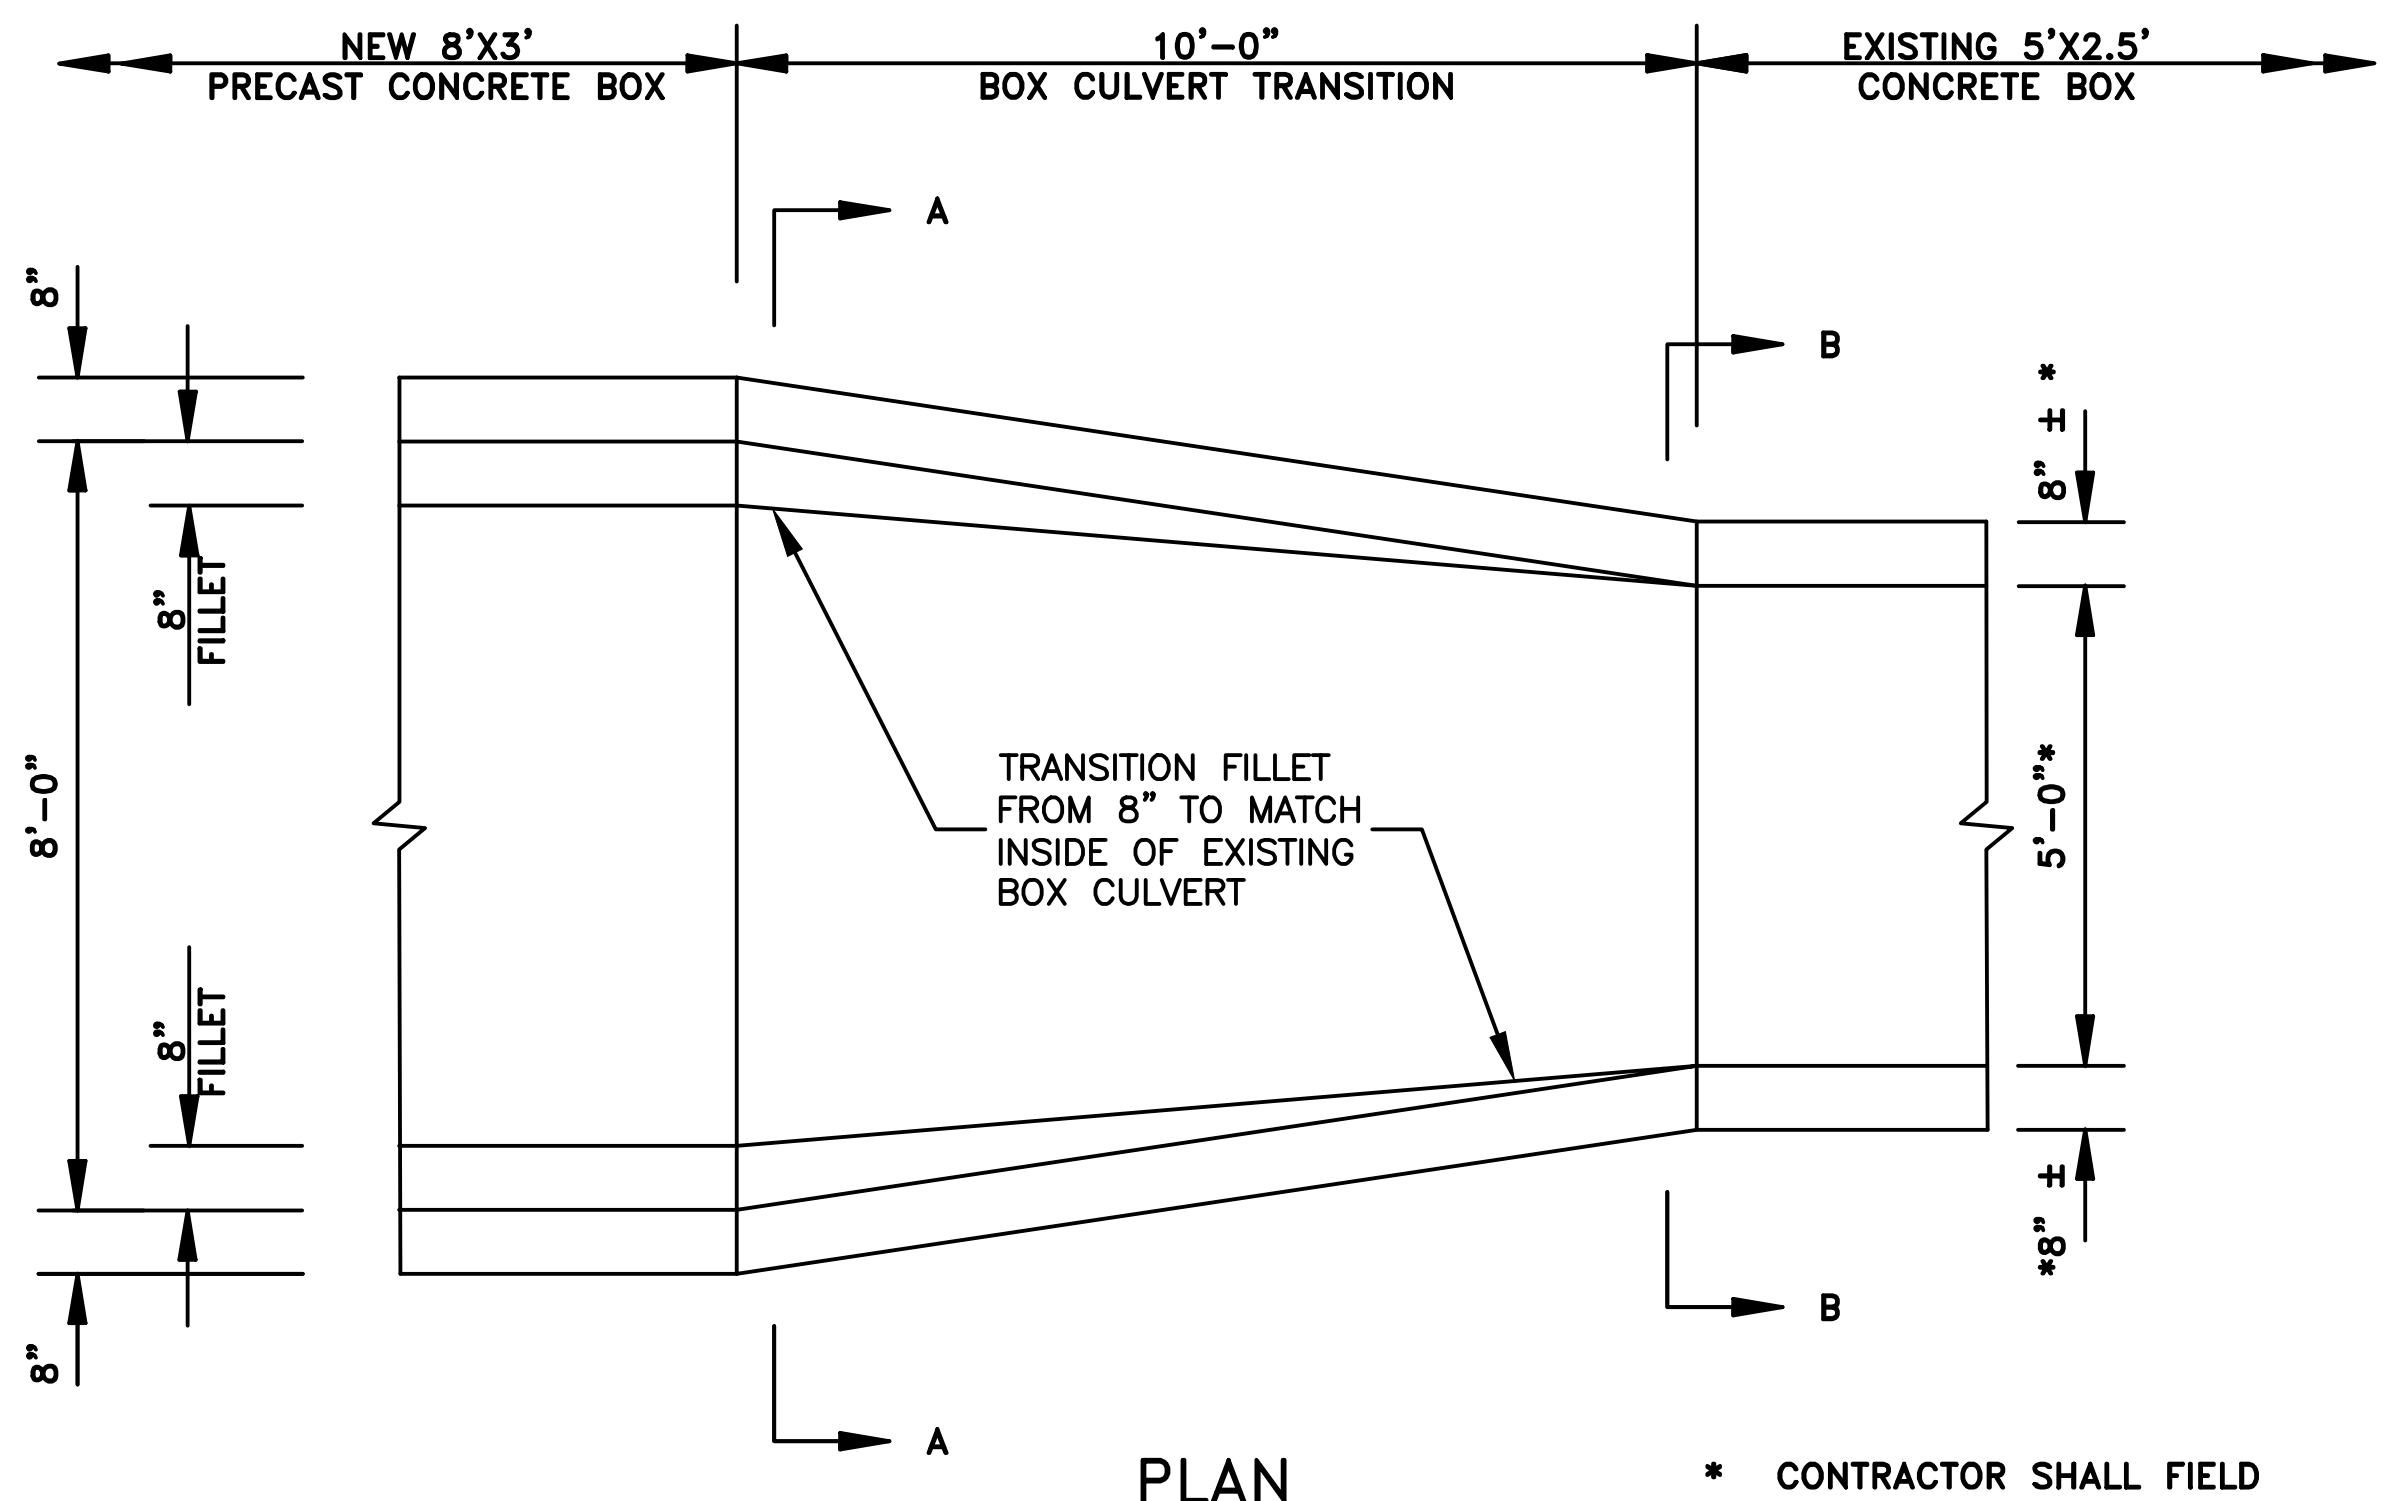 NEW 8'X3'
PRECAST CONCRETE BOX
10'-0"
BOX CULVERT TRANSITION
EXISTING 5'X2.5'
CONCRETE BOX
A
B
8"
8"
FILLET
8'-0"
8"
FILLET
8"
TRANSITION FILLET
FROM 8" TO MATCH
INSIDE OF EXISTING
BOX CULVERT
8" ± *
5'-0"*
*8" ±
B
A
PLAN
* CONTRACTOR SHALL FIELD